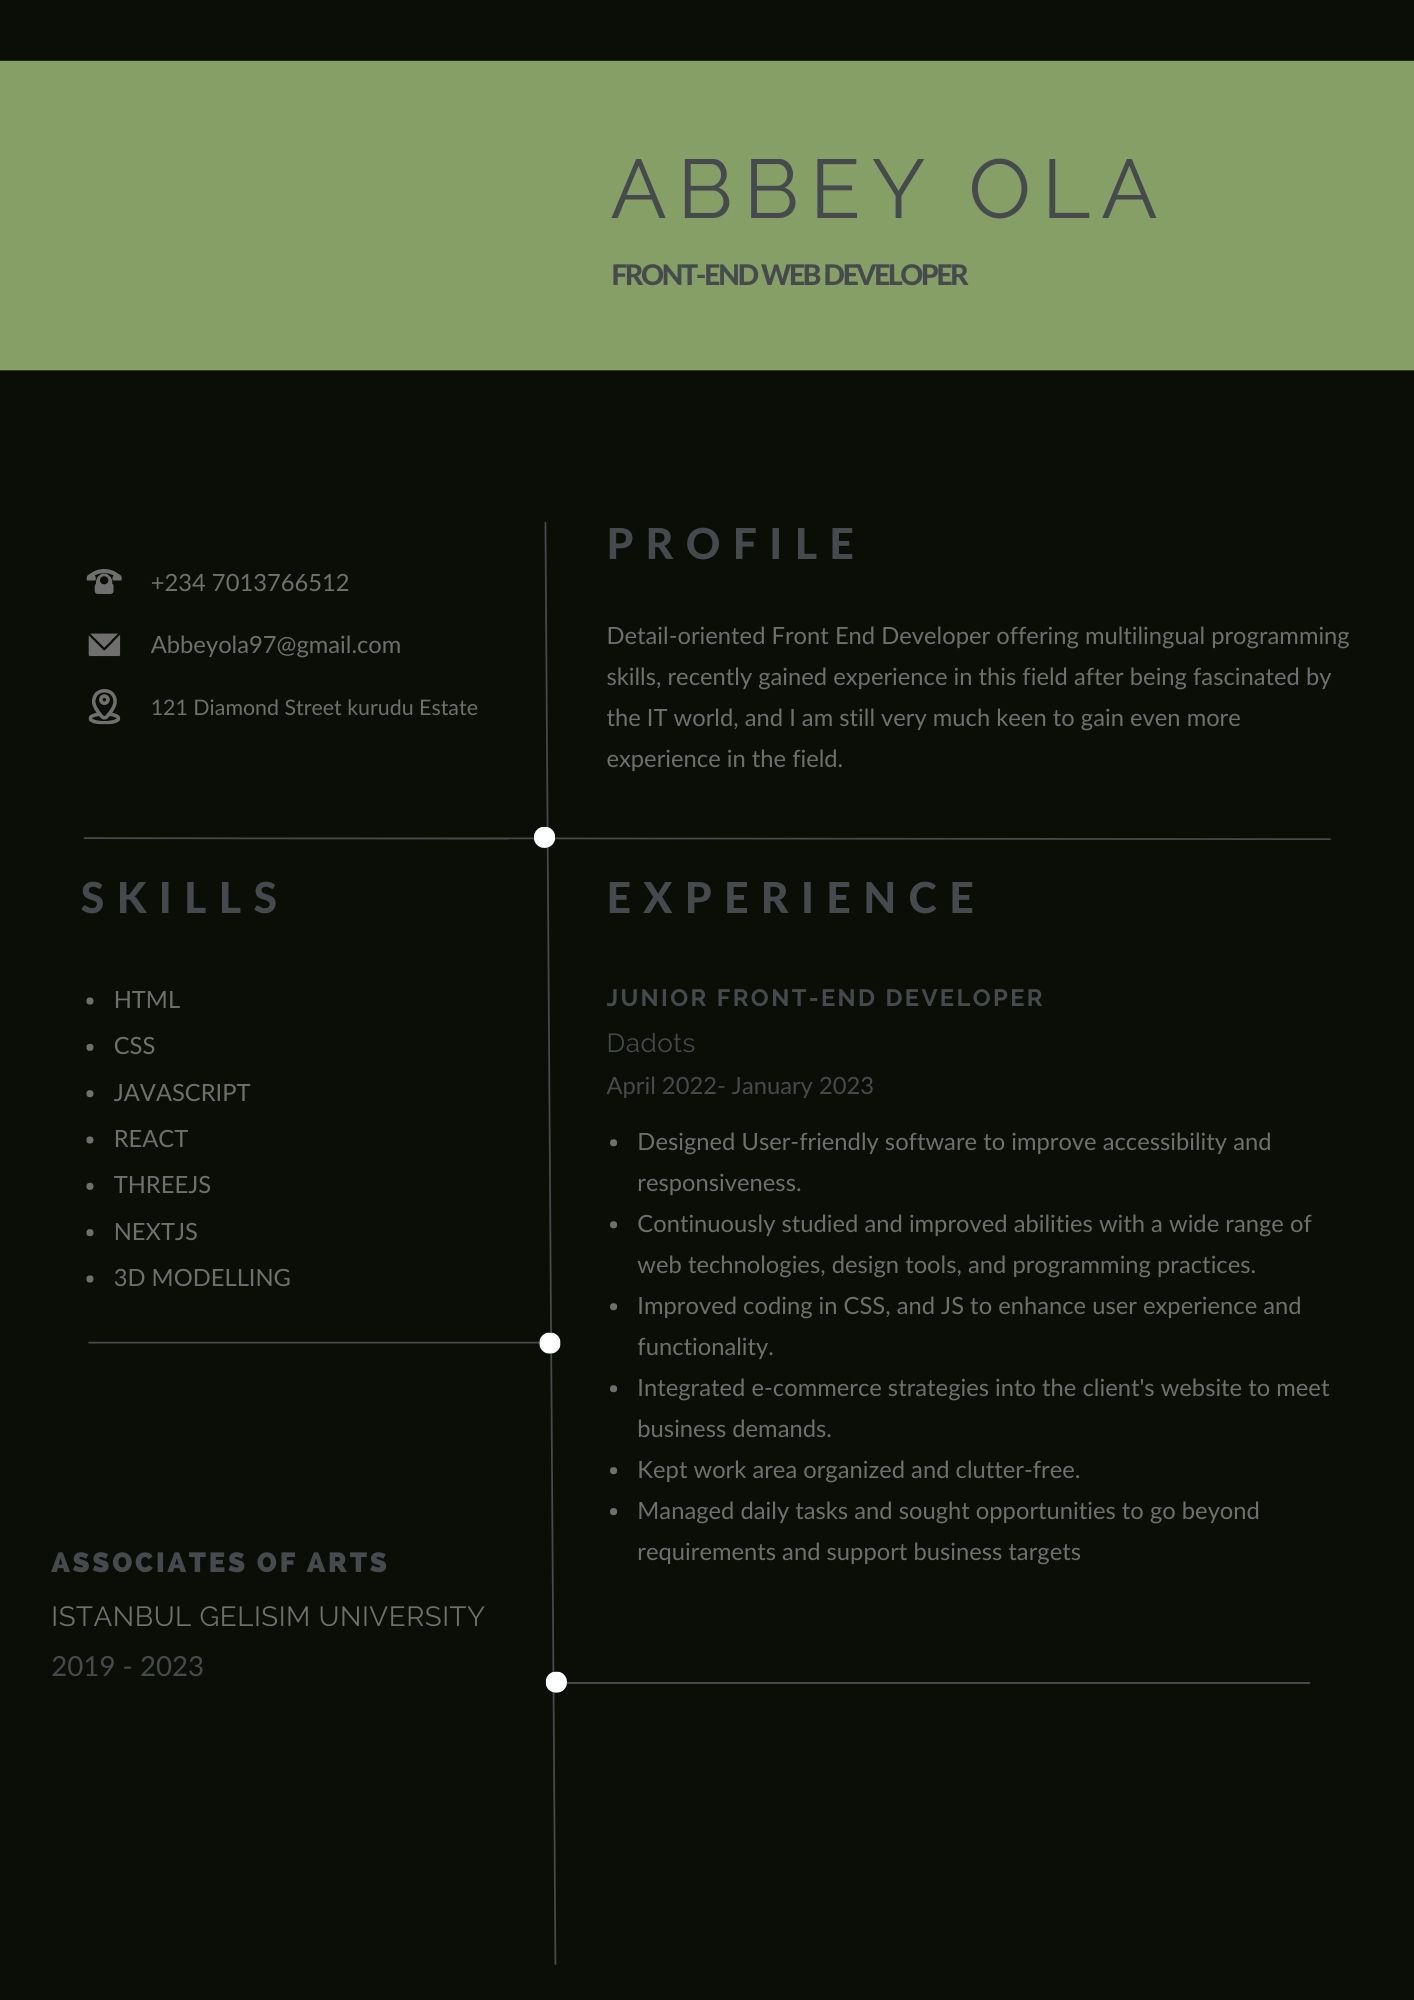 ABBEY OLA
FRONT-END WEB DEVELOPER
+234 7013766512
Abbeyola97@gmail.com
121 Diamond Street kurudu Estate
PROFILE
Detail-oriented Front End Developer offering multilingual programming
skills, recently gained experience in this field after being fascinated by
the IT world, and I am still very much keen to gain even more
experience in the field.
SKILLS
• HTML
• CSS
• JAVASCRIPT
• REACT
• THREEJS
• NEXTJS
• 3D MODELLING
ASSOCIATES OF ARTS
ISTANBUL GELISIM UNIVERSITY
2019 - 2023
EXPERIENCE
JUNIOR FRONT-END DEVELOPER
Dadots
April 2022- January 2023
• Designed User-friendly software to improve accessibility and
responsiveness.
• Continuously studied and improved abilities with a wide range of
web technologies, design tools, and programming practices.
• Improved coding in CSS, and JS to enhance user experience and
functionality.
• Integrated e-commerce strategies into the client's website to meet
business demands.
• Kept work area organized and clutter-free.
• Managed daily tasks and sought opportunities to go beyond
requirements and support business targets